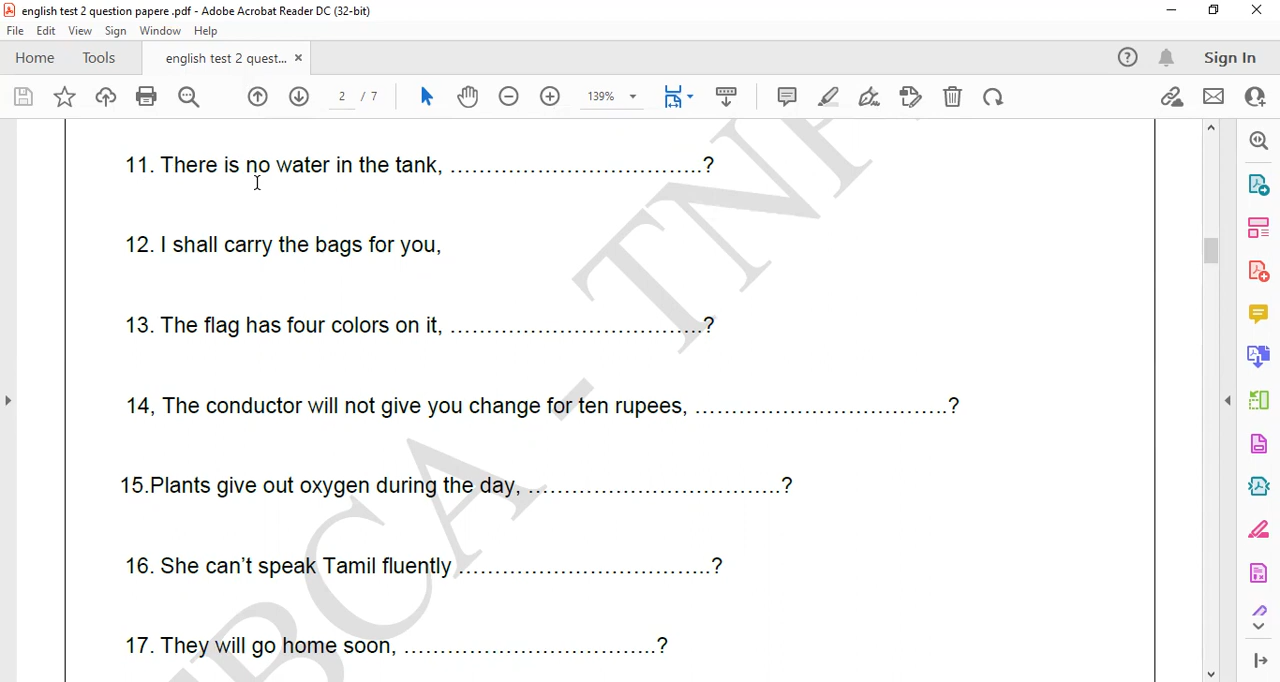 english test 2 question papere .pdf - Adobe Acrobat Reader DC (32-bit)
File Edit View Sign Window Help
Home Tools english test 2 quest... × Sign In
2 / 7 139%
11. There is no water in the tank, ……………………………..?
12. I shall carry the bags for you,
13. The flag has four colors on it, ……………………………..?
14, The conductor will not give you change for ten rupees, ……………………………..?
15.Plants give out oxygen during the day, ……………………………..?
16. She can’t speak Tamil fluently ……………………………..?
17. They will go home soon, ……………………………..?
BCA - TNP